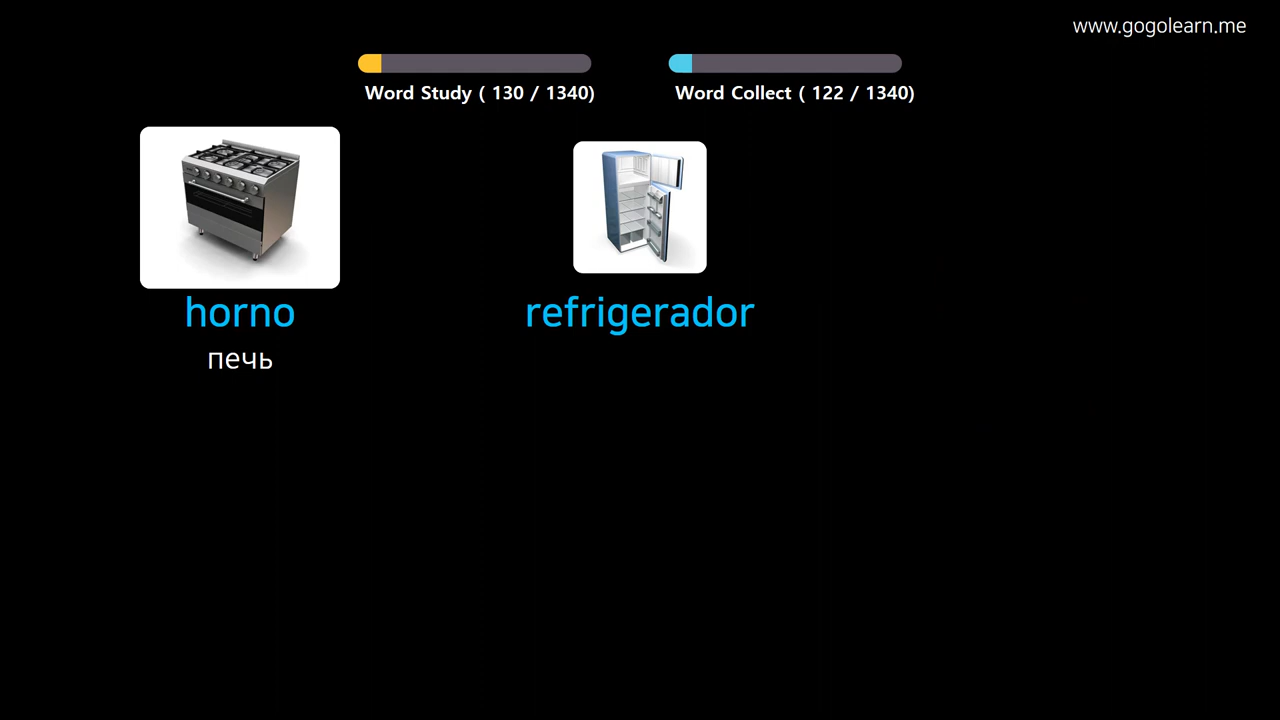 www.gogolearn.me
Word Study ( 130 / 1340)
Word Collect ( 122 / 1340)
horno
refrigerador
печь